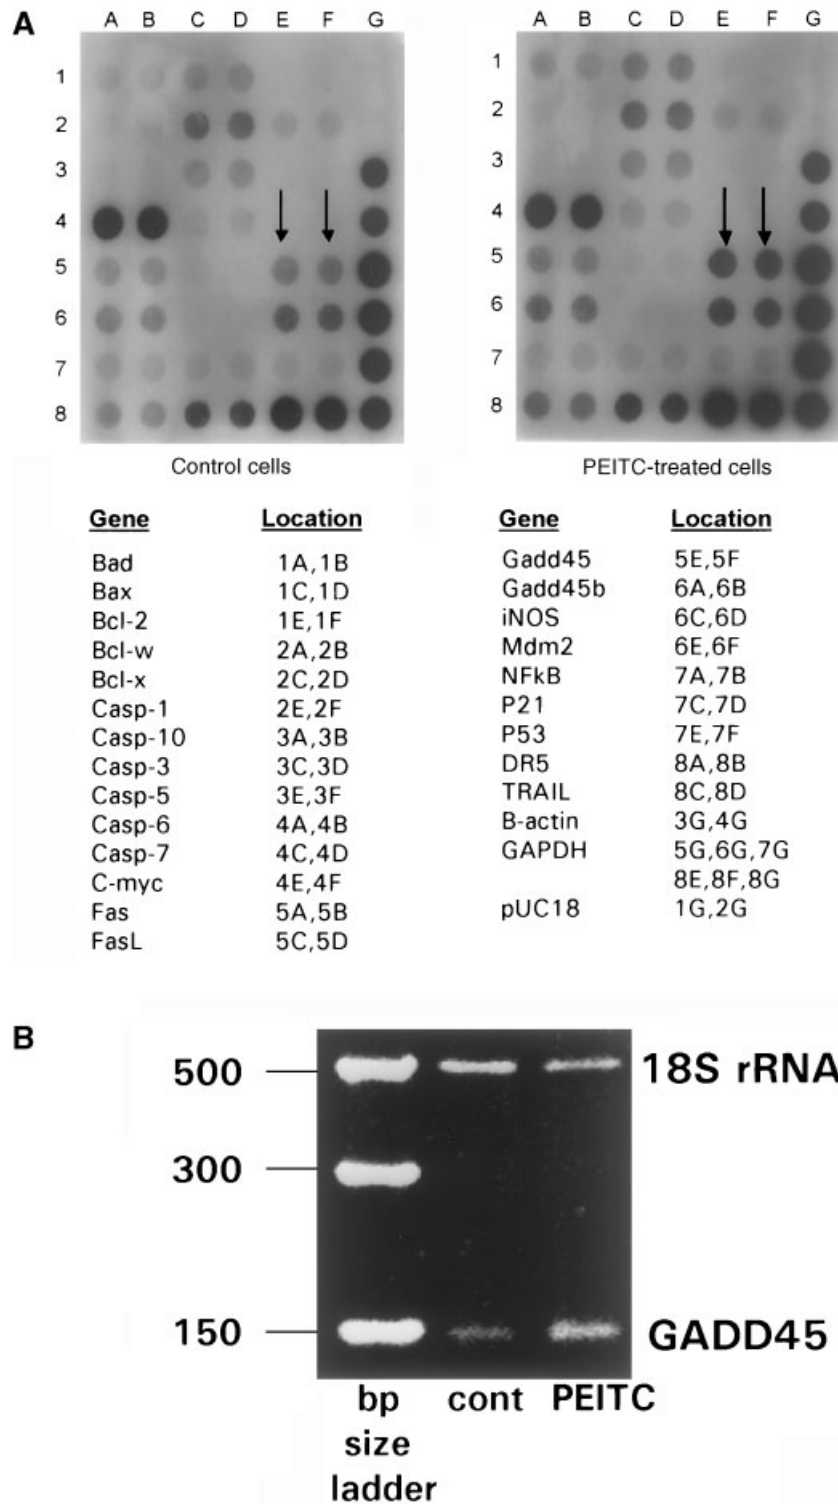 A
A B C D E F G
1
2
3
4
5
6
7
8
Control cells
A B C D E F G
1
2
3
4
5
6
7
8
PEITC-treated cells
Gene Location
Bad 1A,1B
Bax 1C,1D
Bcl-2 1E,1F
Bcl-w 2A,2B
Bcl-x 2C,2D
Casp-1 2E,2F
Casp-10 3A,3B
Casp-3 3C,3D
Casp-5 3E,3F
Casp-6 4A,4B
Casp-7 4C,4D
C-myc 4E,4F
Fas 5A,5B
FasL 5C,5D
Gene Location
Gadd45 5E,5F
Gadd45b 6A,6B
iNOS 6C,6D
Mdm2 6E,6F
NFkB 7A,7B
P21 7C,7D
P53 7E,7F
DR5 8A,8B
TRAIL 8C,8D
B-actin 3G,4G
GAPDH 5G,6G,7G
8E,8F,8G
pUC18 1G,2G
B
500 18S rRNA
300
150 GADD45
bp cont PEITC
size
ladder